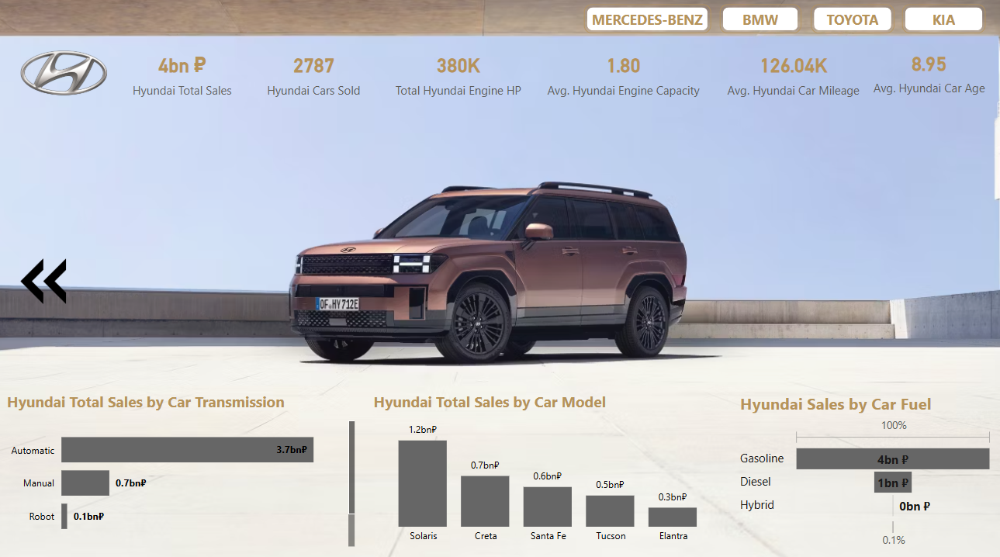 MERCEDES-BENZ BMW TOYOTA KIA
4bn ₽ 2787 380K 1.80 126.04K 8.95
Hyundai Total Sales Hyundai Cars Sold Total Hyundai Engine HP Avg. Hyundai Engine Capacity Avg. Hyundai Car Mileage Avg. Hyundai Car Age
OF HY 712E
Hyundai Total Sales by Car Transmission
Automatic 3.7bn₽
Manual 0.7bn₽
Robot 0.1bn₽
Hyundai Total Sales by Car Model
1.2bn₽ 0.7bn₽ 0.6bn₽ 0.5bn₽ 0.3bn₽
Solaris Creta Santa Fe Tucson Elantra
Hyundai Sales by Car Fuel
100%
Gasoline 4bn ₽
Diesel 1bn ₽
Hybrid 0bn ₽
0.1%